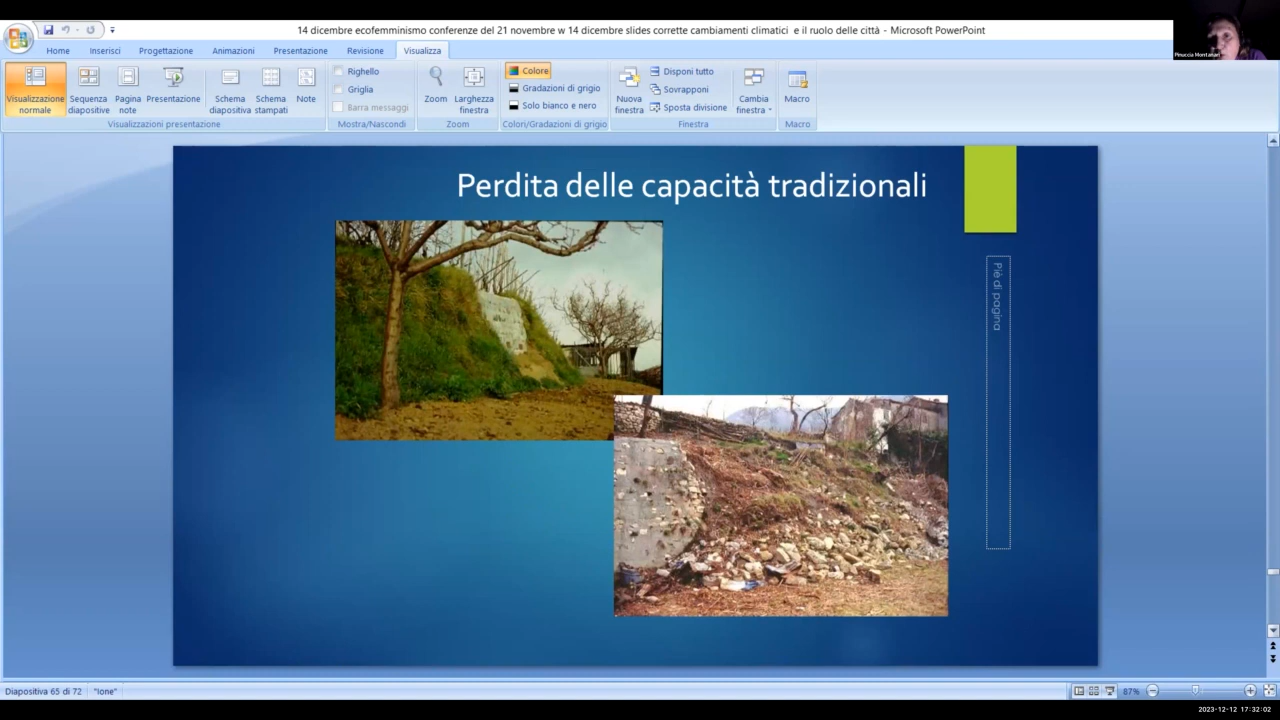 14 dicembre ecofemminismo conferenze del 21 novembre w 14 dicembre slides corrette cambiamenti climatici e il ruolo delle città - Microsoft PowerPoint
Pinuccia Montanari
Home Inserisci Progettazione Animazioni Presentazione Revisione Visualizza
Visualizzazione normale
Sequenza diapositive
Pagina note
Presentazione
Schema diapositiva
Schema stampati
Note
Visualizzazioni presentazione
Righello
Griglia
Barra messaggi
Mostra/Nascondi
Zoom
Larghezza finestra
Zoom
Colore
Gradazioni di grigio
Solo bianco e nero
Colori/Gradazioni di grigio
Nuova finestra
Disponi tutto
Sovrapponi
Sposta divisione
Cambia finestra
Finestra
Macro
Macro
Perdita delle capacità tradizionali
Piè di pagina
Diapositiva 65 di 72 "Ione" 87%
2023-12-12 17:32:02